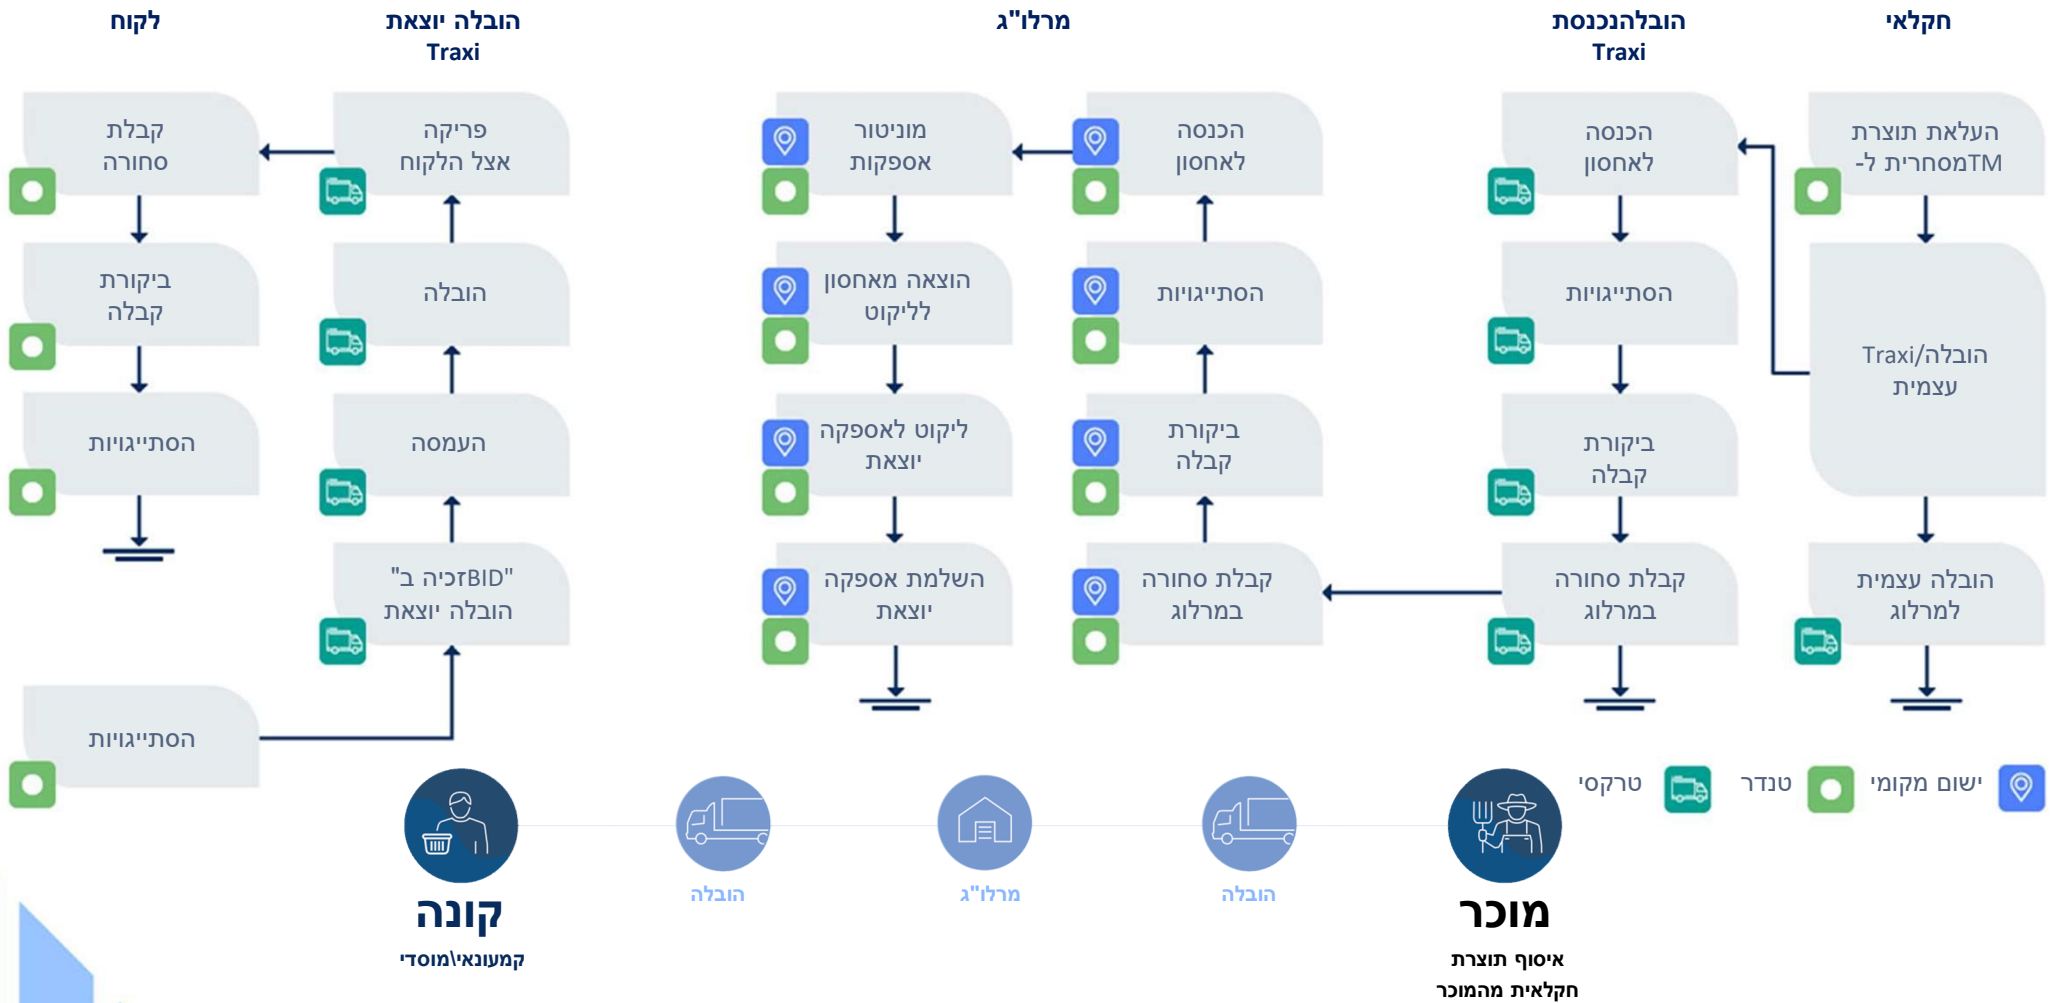 חקלאי
הובלהנכנסת
Traxi
מרלו"ג
הובלה יוצאת
Traxi
לקוח
העלאת תוצרת
מסחרית ל-TM
הובלה/Traxi
עצמית
הובלה עצמית
למרלוג
הכנסה
לאחסון
הסתייגויות
ביקורת
קבלה
קבלת סחורה
במרלוג
הכנסה
לאחסון
הסתייגויות
ביקורת
קבלה
קבלת סחורה
במרלוג
מוניטור
אספקות
הוצאה מאחסון
לליקוט
ליקוט לאספקה
יוצאת
השלמת אספקה
יוצאת
פריקה
אצל הלקוח
הובלה
העמסה
"BIDזכיה ב"
הובלה יוצאת
קבלת
סחורה
ביקורת
קבלה
הסתייגויות
הסתייגויות
ישום מקומי
טנדר
טרקסי
הובלה
מרלו"ג
הובלה
מוכר
איסוף תוצרת
חקלאית מהמוכר
קונה
קמעונאי\מוסדי